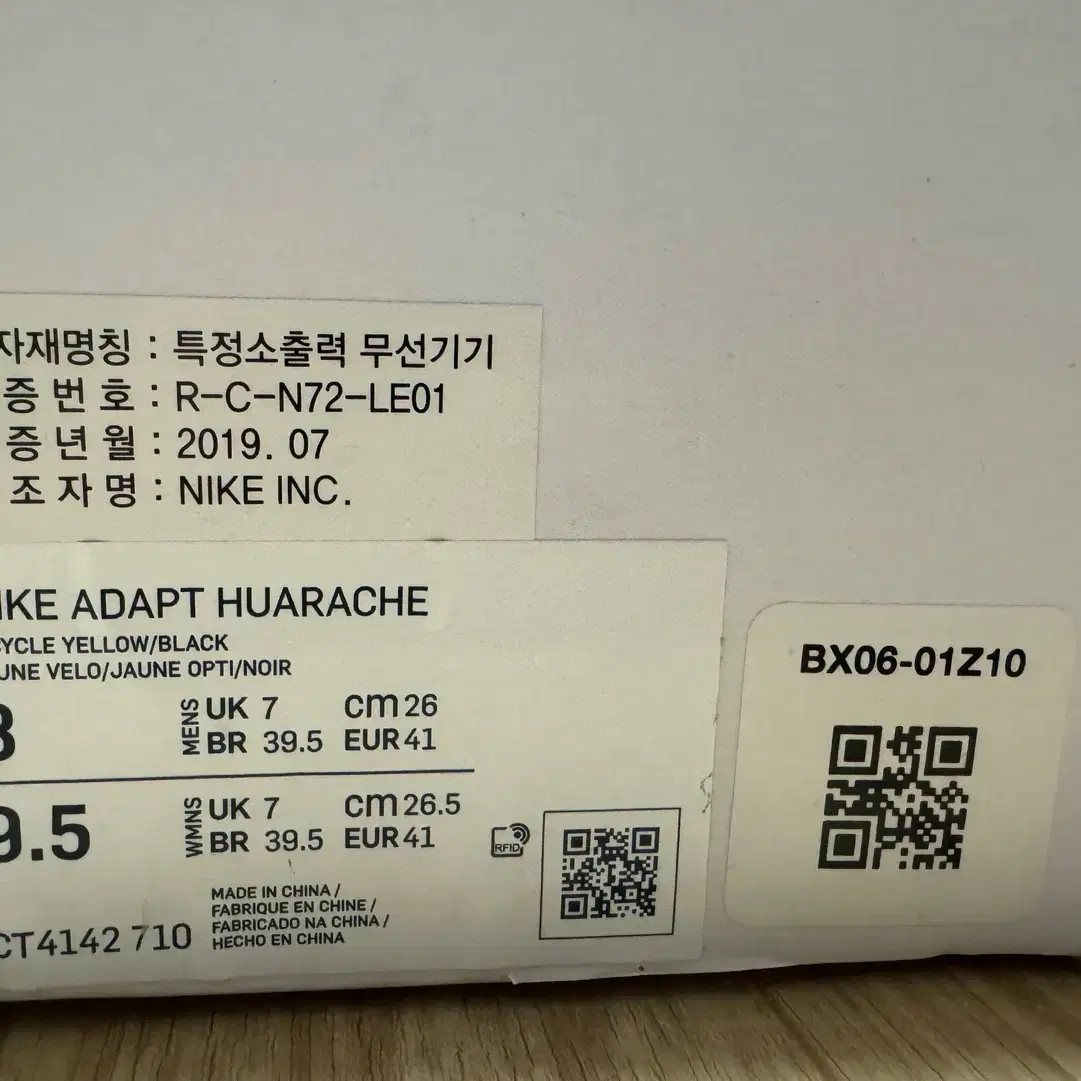 자재명칭 : 특정소출력 무선기기
증 번 호 : R-C-N72-LE01
증 년 월 : 2019. 07
조 자 명 : NIKE INC.
IKE ADAPT HUARACHE
YCLE YELLOW/BLACK
UNE VELO/JAUNE OPTI/NOIR
8
MENS
UK 7 cm 26
BR 39.5 EUR 41
9.5
WMNS
UK 7 cm 26.5
BR 39.5 EUR 41
RFID
MADE IN CHINA /
FABRIQUE EN CHINE /
FABRICADO NA CHINA /
HECHO EN CHINA
CT4142 710
BX06-01Z10